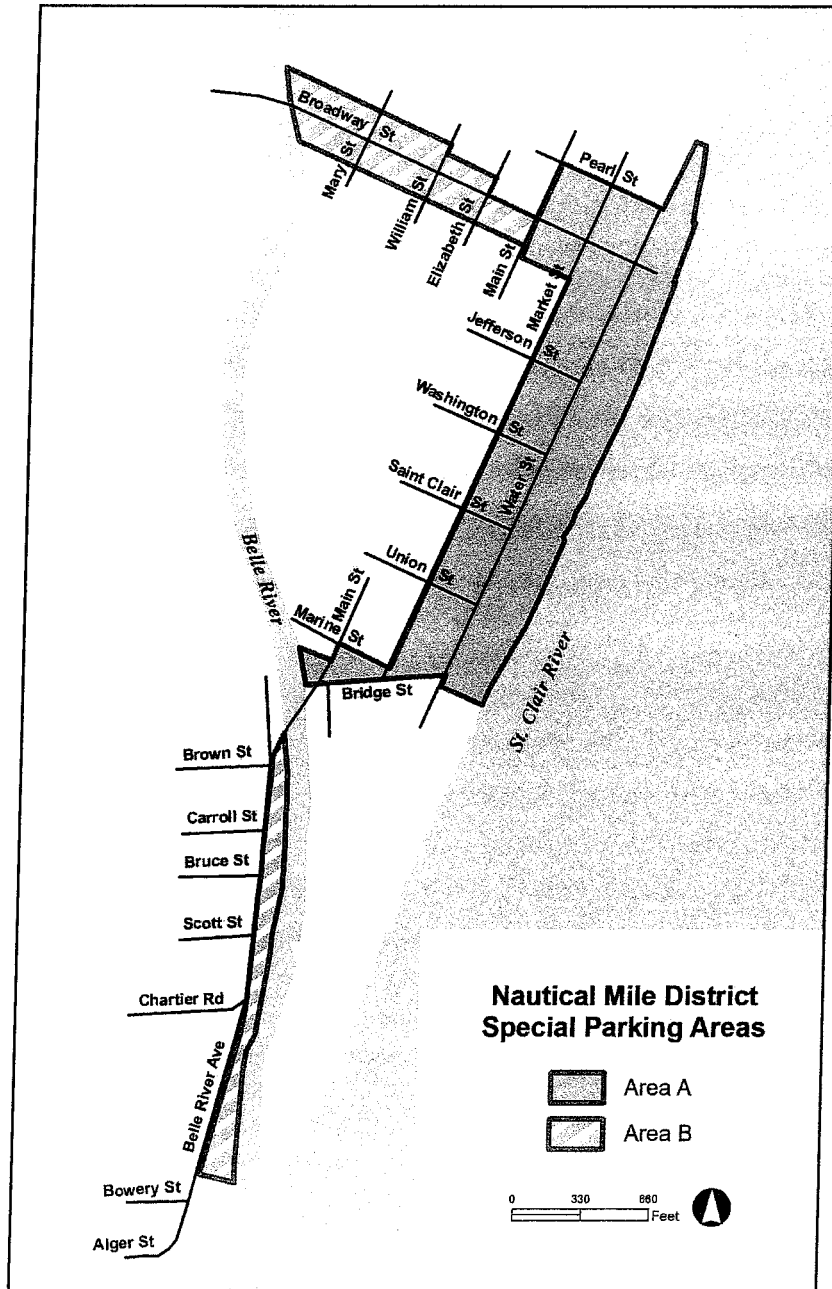 Broadway St
Mary St
William St
Elizabeth St
Main St
Pearl St
Market St
Jefferson St
Washington St
Water St
Saint Clair St
Union St
Belle River
Main St
Marine St
Bridge St
St. Clair River
Brown St
Carroll St
Bruce St
Scott St
Chartier Rd
Belle River Ave
Bowery St
Alger St
Nautical Mile District
Special Parking Areas
Area A
Area B
0 330 660
Feet